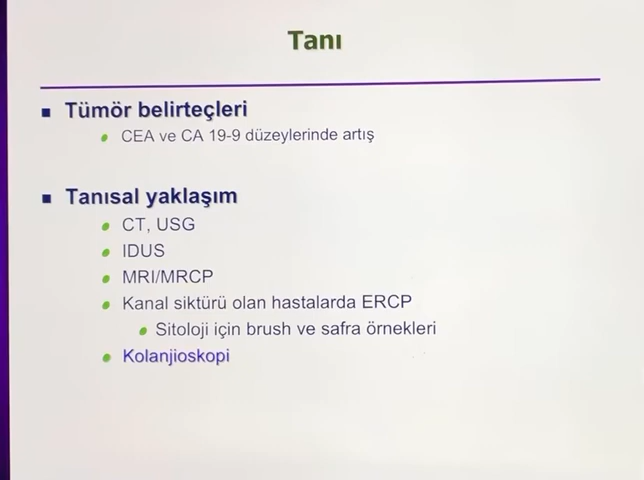 Tanı
Tümör belirteçleri
CEA ve CA 19-9 düzeylerinde artış
Tanısal yaklaşım
CT, USG
IDUS
MRI/MRCP
Kanal siktürü olan hastalarda ERCP
Sitoloji için brush ve safra örnekleri
Kolanjioskopi